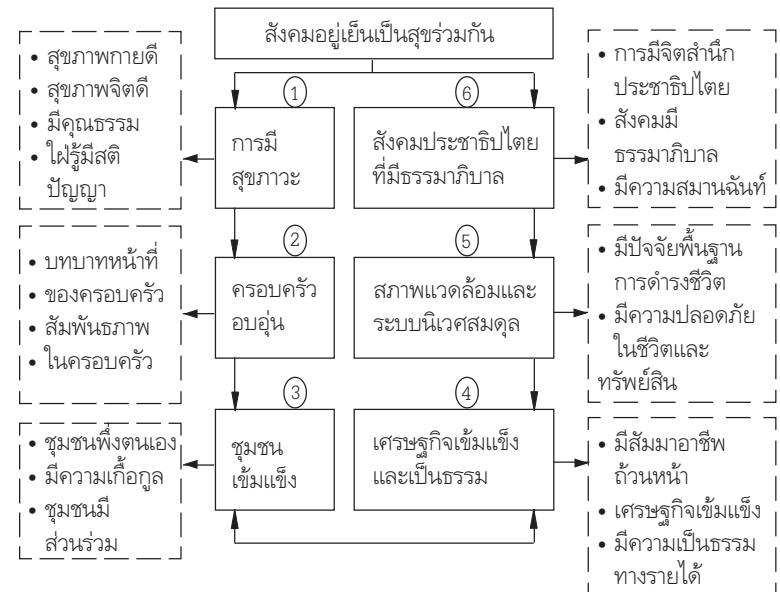 สังคมอยู่เย็นเป็นสุขร่วมกัน
• สุขภาพกายดี
• สุขภาพจิตดี
• มีคุณธรรม
• ใฝ่รู้มีสติ
ปัญญา
1
การมี
สุขภาวะ
6
สังคมประชาธิปไตย
ที่มีธรรมาภิบาล
• การมีจิตสำนึก
ประชาธิปไตย
• สังคมมี
ธรรมาภิบาล
• มีความสมานฉันท์
• บทบาทหน้าที่
• ของครอบครัว
• สัมพันธภาพ
• ในครอบครัว
2
ครอบครัว
อบอุ่น
5
สภาพแวดล้อมและ
ระบบนิเวศสมดุล
• มีปัจจัยพื้นฐาน
การดำรงชีวิต
• มีความปลอดภัย
ในชีวิตและ
ทรัพย์สิน
• ชุมชนพึ่งตนเอง
• มีความเกื้อกูล
• ชุมชนมี
ส่วนร่วม
3
ชุมชน
เข้มแข็ง
4
เศรษฐกิจเข้มแข็ง
และเป็นธรรม
• มีสัมมาอาชีพ
ถ้วนหน้า
• เศรษฐกิจเข้มแข็ง
• มีความเป็นธรรม
ทางรายได้